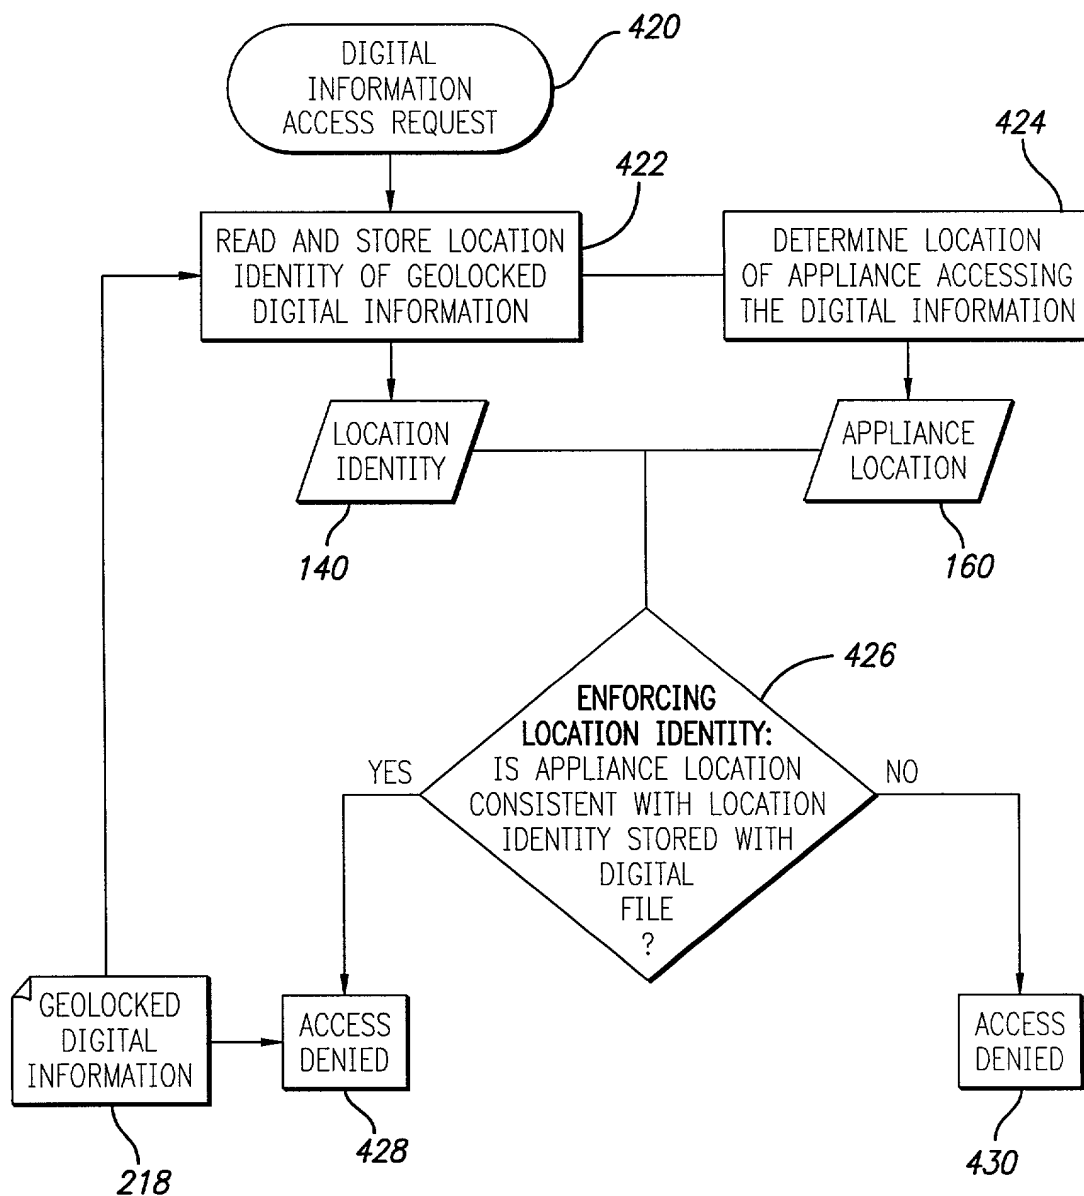 DIGITAL
INFORMATION
ACCESS REQUEST
420
READ AND STORE LOCATION
IDENTITY OF GEOLOCKED
DIGITAL INFORMATION
422
DETERMINE LOCATION
OF APPLIANCE ACCESSING
THE DIGITAL INFORMATION
424
LOCATION
IDENTITY
140
APPLIANCE
LOCATION
160
ENFORCING
LOCATION IDENTITY:
IS APPLIANCE LOCATION
CONSISTENT WITH LOCATION
IDENTITY STORED WITH
DIGITAL
FILE
?
426
YES
NO
GEOLOCKED
DIGITAL
INFORMATION
218
ACCESS
DENIED
428
ACCESS
DENIED
430